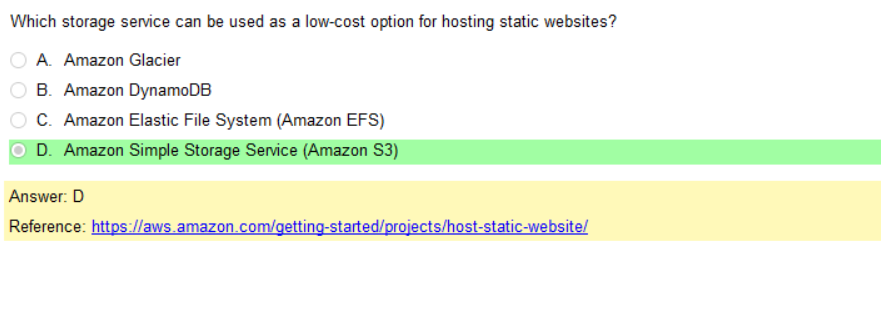 Which storage service can be used as a low-cost option for hosting static websites?
A. Amazon Glacier
B. Amazon DynamoDB
C. Amazon Elastic File System (Amazon EFS)
D. Amazon Simple Storage Service (Amazon S3)
Answer: D
Reference: https://aws.amazon.com/getting-started/projects/host-static-website/